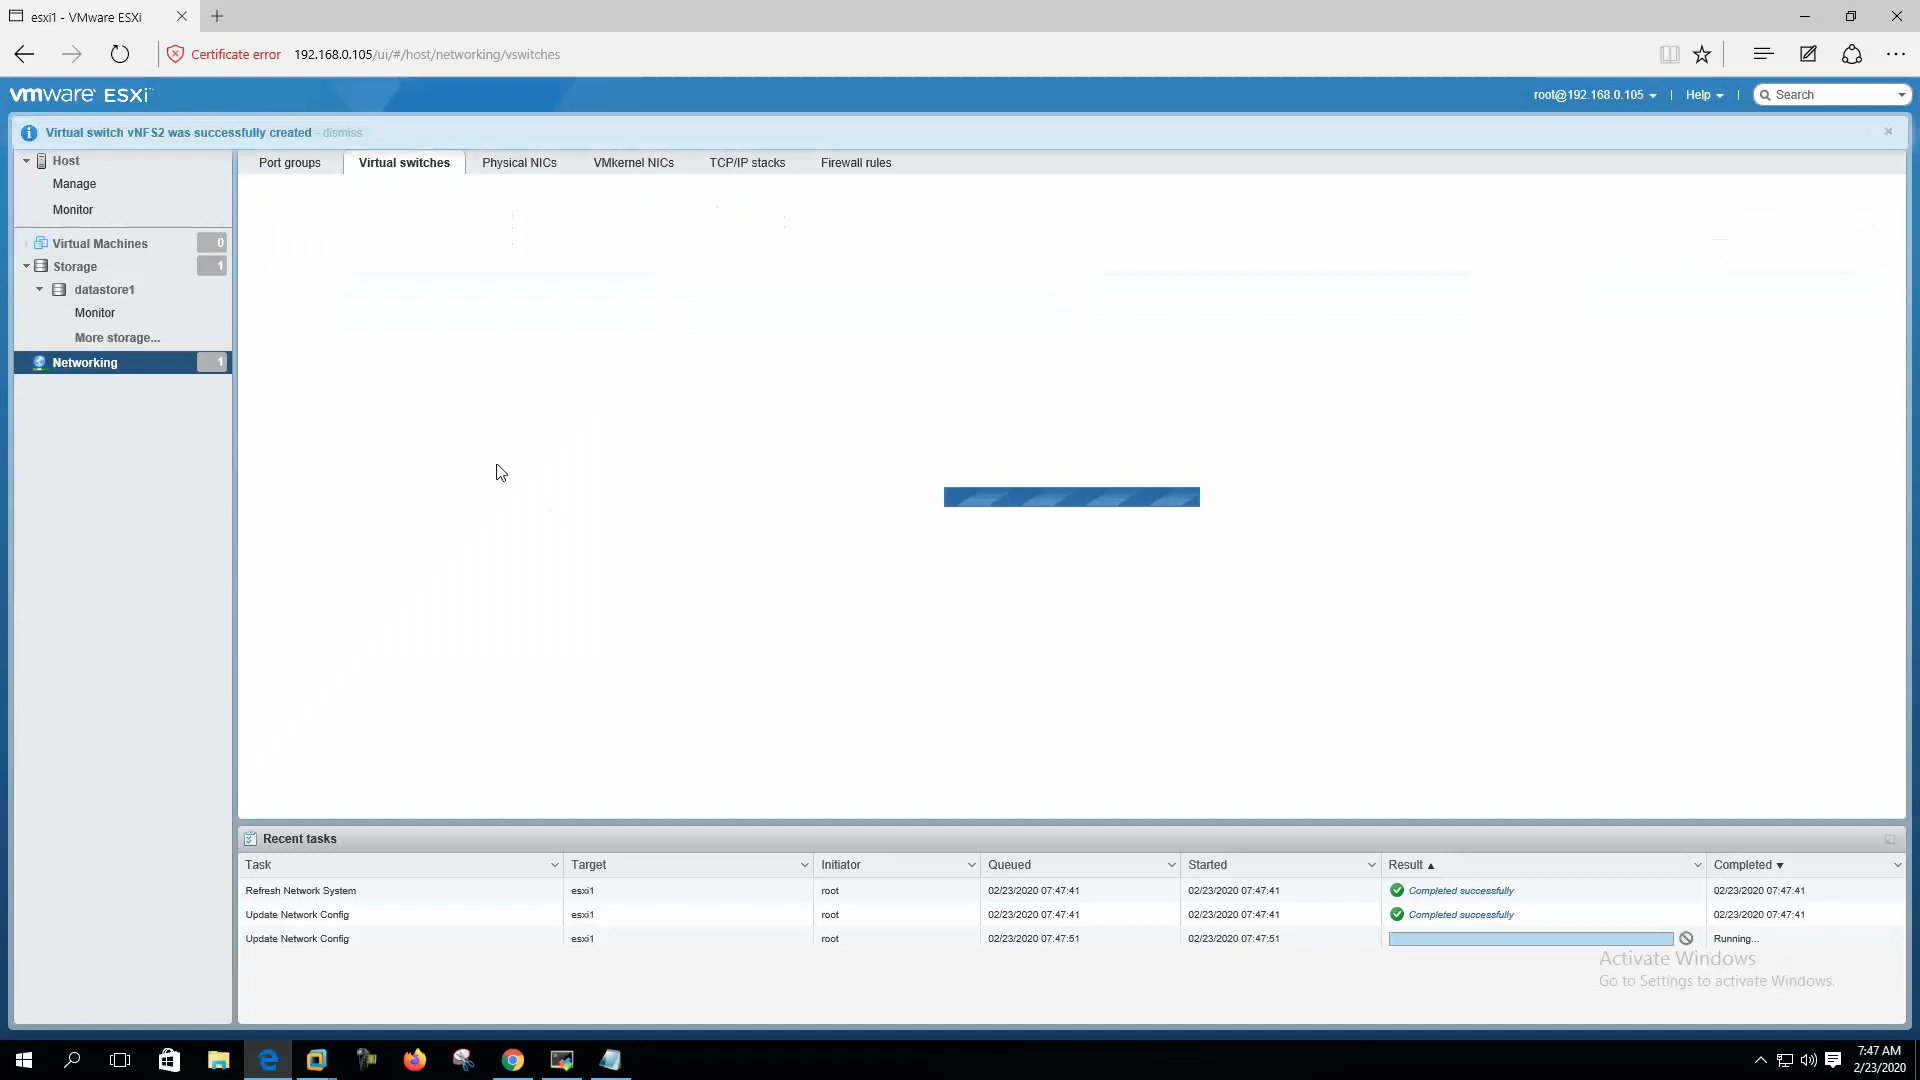 esxi1 - VMware ESXi
Certificate error 192.168.0.105/ui/#/host/networking/vswitches
vmware ESXi
root@192.168.0.105 | Help | Search
Virtual switch vNFS2 was successfully created - dismiss
Host
Manage
Monitor
Virtual Machines 0
Storage 1
datastore1
Monitor
More storage...
Networking 1
Port groups Virtual switches Physical NICs VMkernel NICs TCP/IP stacks Firewall rules
Recent tasks
Task Target Initiator Queued Started Result Completed
Refresh Network System esxi1 root 02/23/2020 07:47:41 02/23/2020 07:47:41 Completed successfully 02/23/2020 07:47:41
Update Network Config esxi1 root 02/23/2020 07:47:41 02/23/2020 07:47:41 Completed successfully 02/23/2020 07:47:41
Update Network Config esxi1 root 02/23/2020 07:47:51 02/23/2020 07:47:51 Running...
Activate Windows
Go to Settings to activate Windows.
7:47 AM
2/23/2020